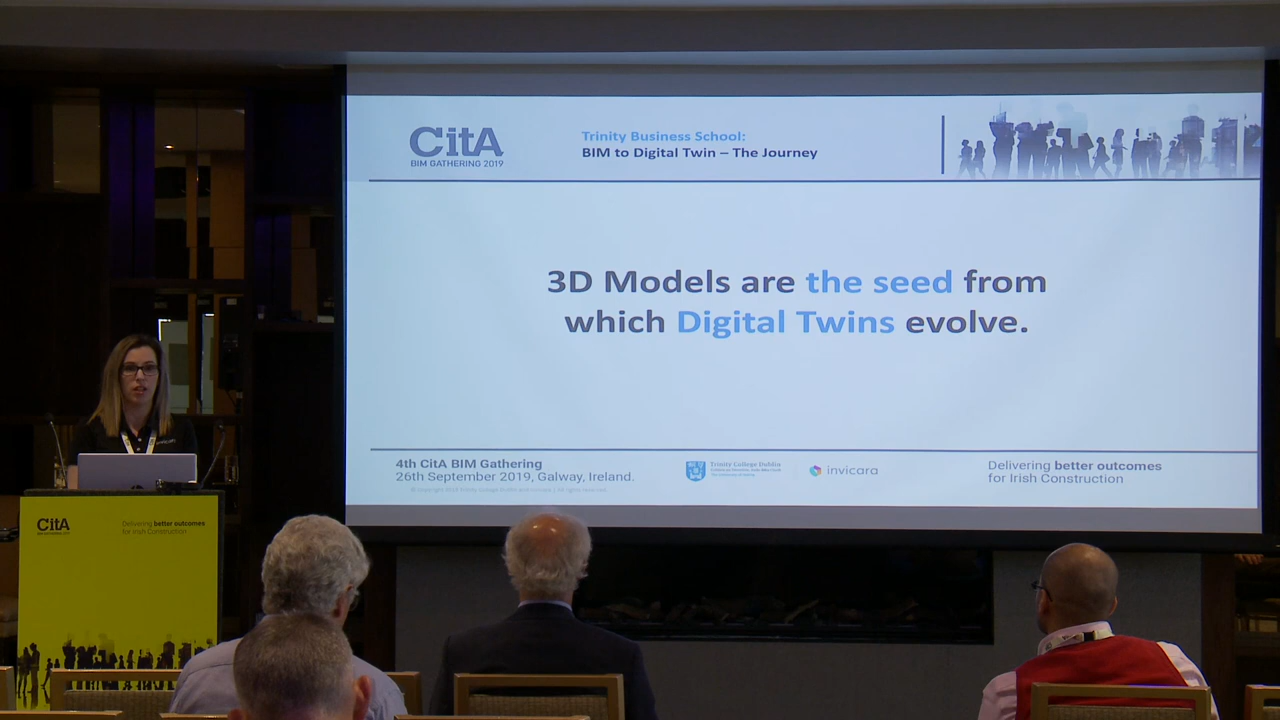 CitA
BIM GATHERING 2019
Trinity Business School:
BIM to Digital Twin – The Journey
3D Models are the seed from
which Digital Twins evolve.
4th CitA BIM Gathering
26th September 2019, Galway, Ireland.
Trinity College Dublin
invicara
Delivering better outcomes
for Irish Construction
CitA
Delivering better outcomes
for Irish Construction